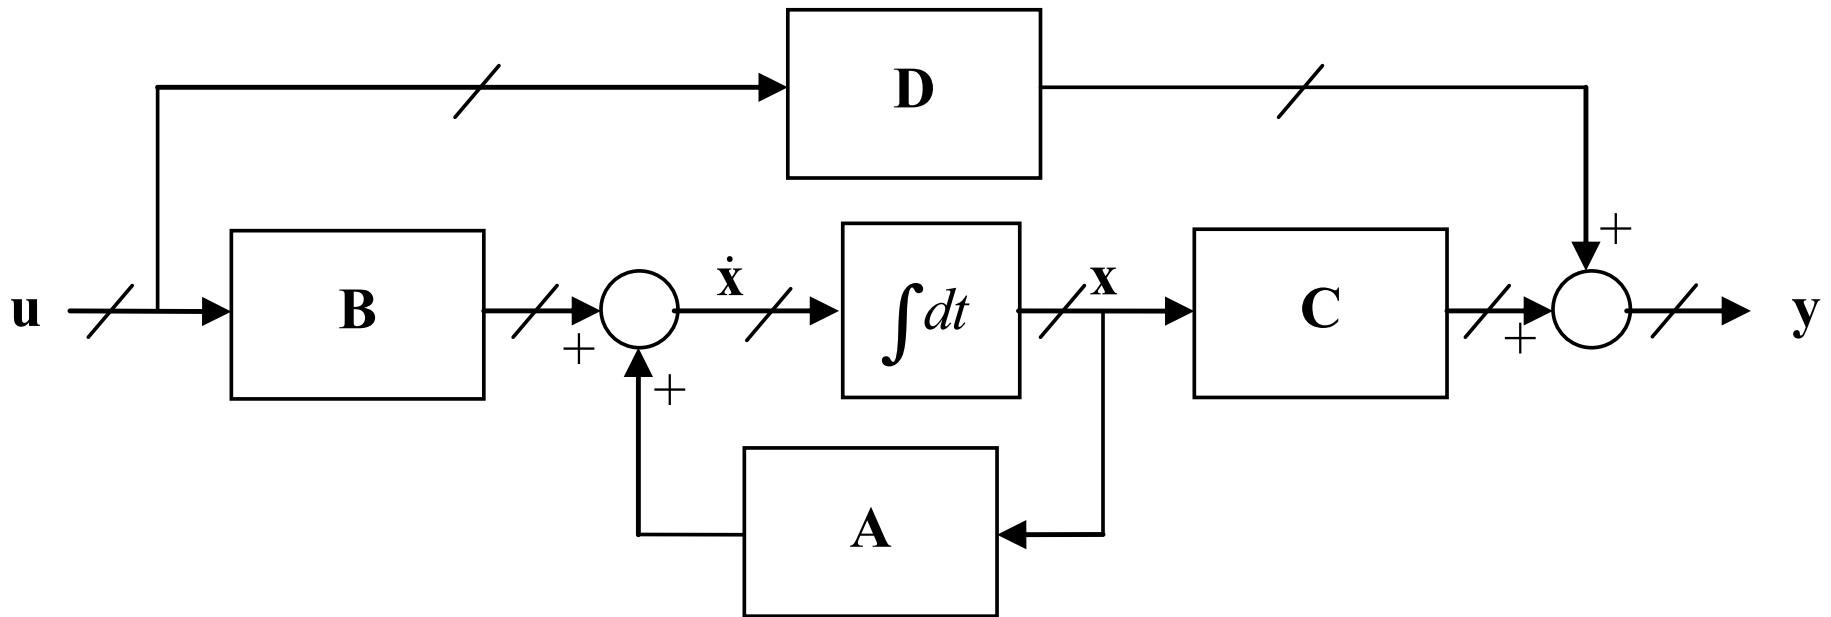 D
+
u
B
+
ẋ
∫dt
x
C
+
y
+
A